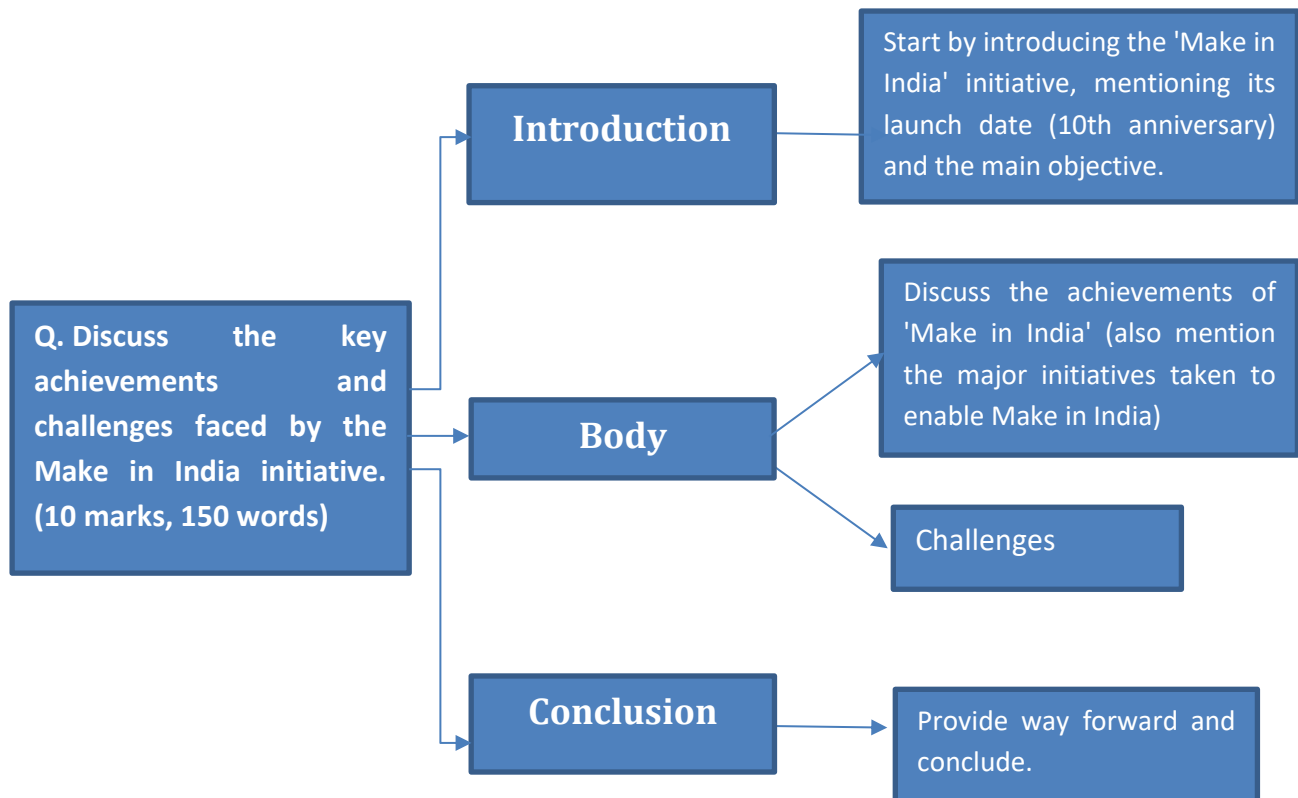 Q. Discuss the key
achievements and
challenges faced by the
Make in India initiative.
(10 marks, 150 words)
Introduction
Start by introducing the 'Make in
India' initiative, mentioning its
launch date (10th anniversary)
and the main objective.
Body
Discuss the achievements of
'Make in India' (also mention
the major initiatives taken to
enable Make in India)
Challenges
Conclusion
Provide way forward and
conclude.